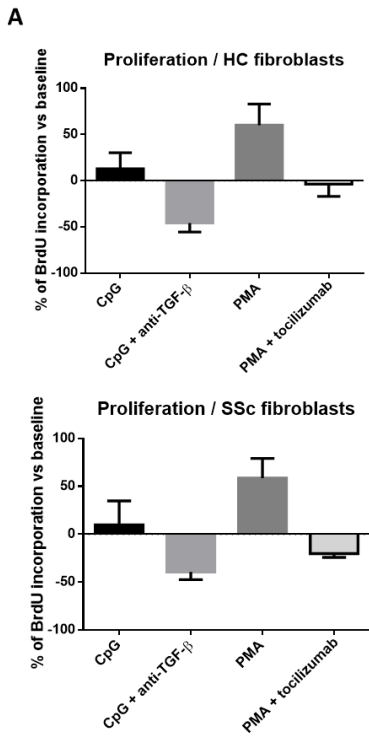 A
Proliferation / HC fibroblasts
% of BrdU incorporation vs baseline
100
50
0
-50
-100
CpG
CpG + anti-TGF-β
PMA
PMA + tocilizumab
Proliferation / SSc fibroblasts
% of BrdU incorporation vs baseline
100
50
0
-50
-100
CpG
CpG + anti-TGF-β
PMA
PMA + tocilizumab